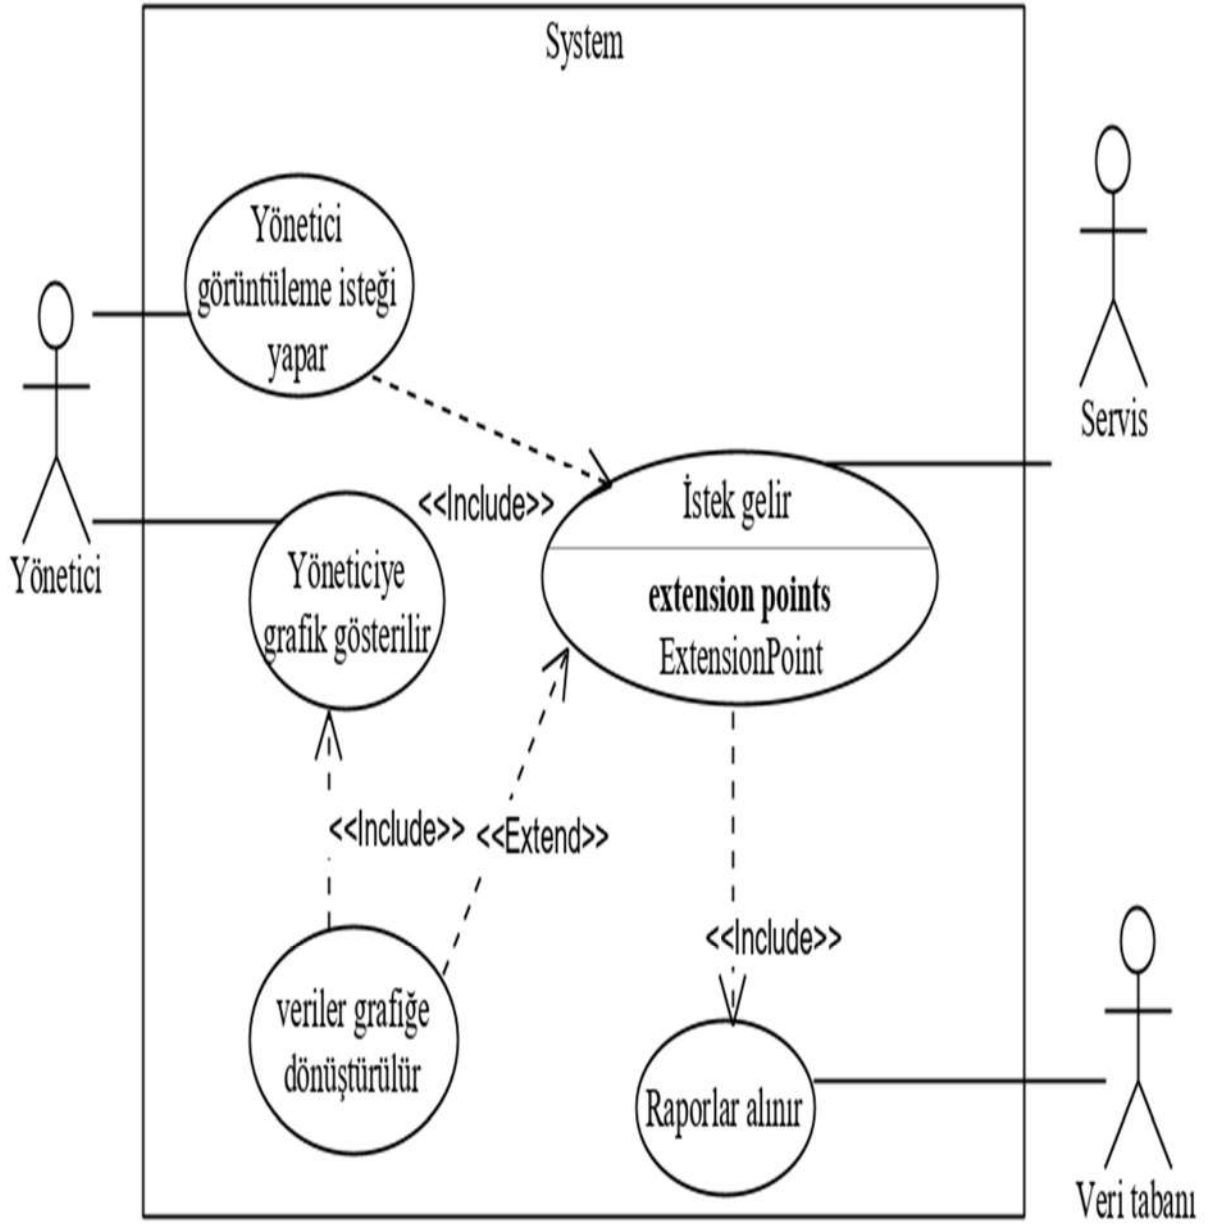 System
Yönetici
görüntüleme isteği
yapar
Servis
<<Include>>
İstek gelir
Yönetici
Yöneticiye
grafik gösterilir
extension points
ExtensionPoint
<<Include>>
<<Extend>>
<<Include>>
veriler grafiğe
dönüştürülür
Raporlar alınır
Veri tabanı